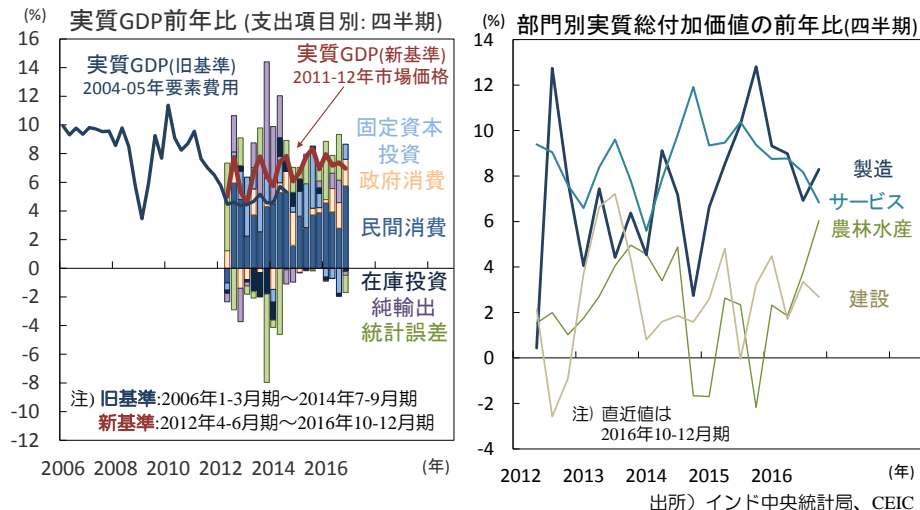 実質GDP前年比 (支出項目別: 四半期)
(%)
16
14
12
10
8
6
4
2
0
-2
-4
-6
-8
-10
-12
実質GDP(旧基準)
2004-05年要素費用
実質GDP(新基準)
2011-12年市場価格
固定資本
投資
政府消費
民間消費
在庫投資
純輸出
統計誤差
注) 旧基準:2006年1-3月期～2014年7-9月期
新基準:2012年4-6月期～2016年10-12月期
2006 2008 2010 2012 2014 2016
(年)
部門別実質総付加価値の前年比(四半期)
(%)
14
12
10
8
6
4
2
0
-2
-4
製造
サービス
農林水産
建設
注) 直近値は
2016年10-12月期
2012 2013 2014 2015 2016
(年)
出所）インド中央統計局、CEIC